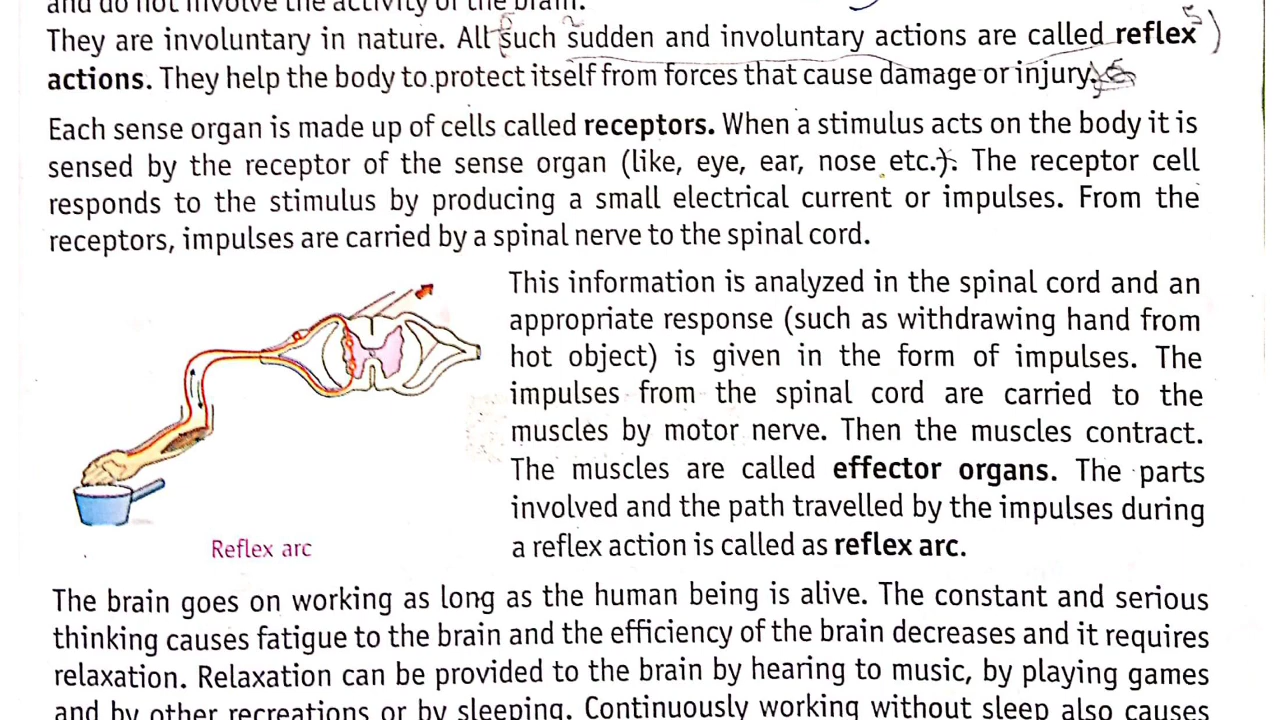 and do not involve the activity of the brain.
They are involuntary in nature. All such sudden and involuntary actions are called reflex
actions. They help the body to protect itself from forces that cause damage or injury.
Each sense organ is made up of cells called receptors. When a stimulus acts on the body it is
sensed by the receptor of the sense organ (like, eye, ear, nose etc.). The receptor cell
responds to the stimulus by producing a small electrical current or impulses. From the
receptors, impulses are carried by a spinal nerve to the spinal cord.
This information is analyzed in the spinal cord and an
appropriate response (such as withdrawing hand from
hot object) is given in the form of impulses. The
impulses from the spinal cord are carried to the
muscles by motor nerve. Then the muscles contract.
The muscles are called effector organs. The parts
involved and the path travelled by the impulses during
a reflex action is called as reflex arc.
Reflex arc
The brain goes on working as long as the human being is alive. The constant and serious
thinking causes fatigue to the brain and the efficiency of the brain decreases and it requires
relaxation. Relaxation can be provided to the brain by hearing to music, by playing games
and by other recreations or by sleeping. Continuously working without sleep also causes